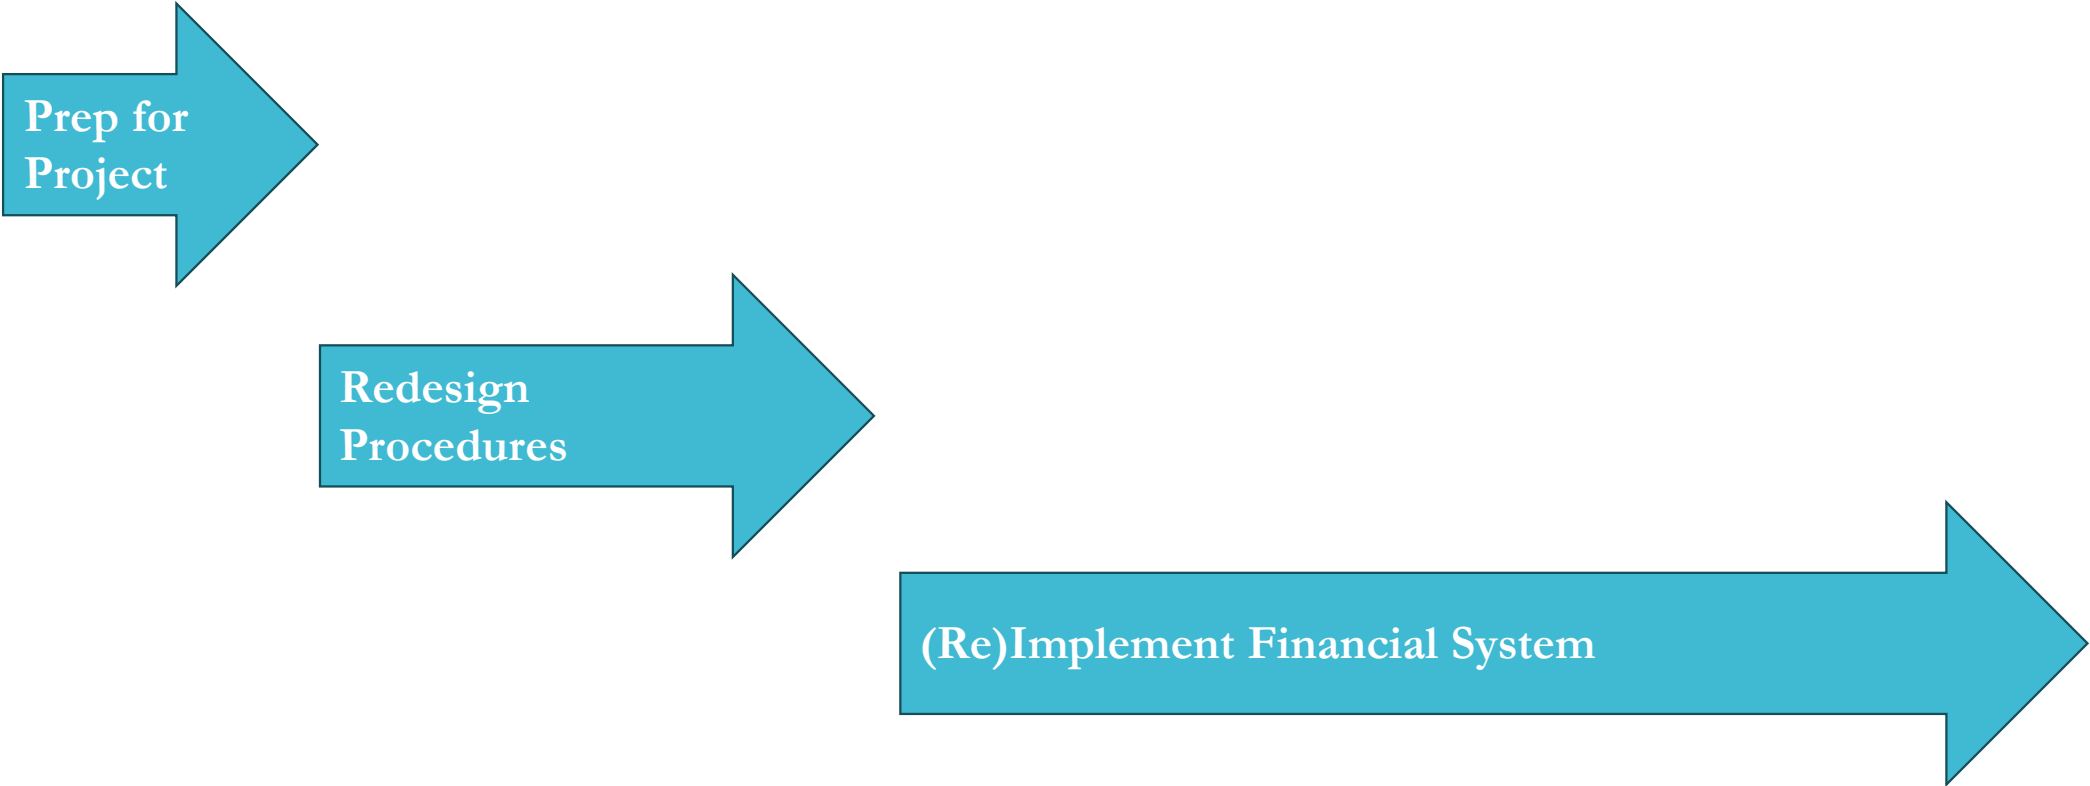 Prep for
Project
Redesign
Procedures
(Re)Implement Financial System